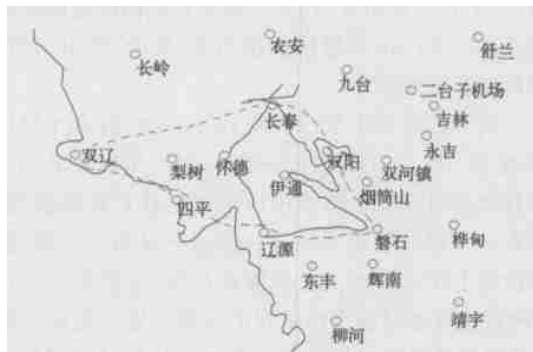 农安
舒兰
长岭
九台
二台子机场
吉林
长春
永吉
双辽
梨树
怀德
双阳
双河镇
伊通
烟筒山
四平
辽源
磐石
桦甸
东丰
辉南
靖宇
柳河